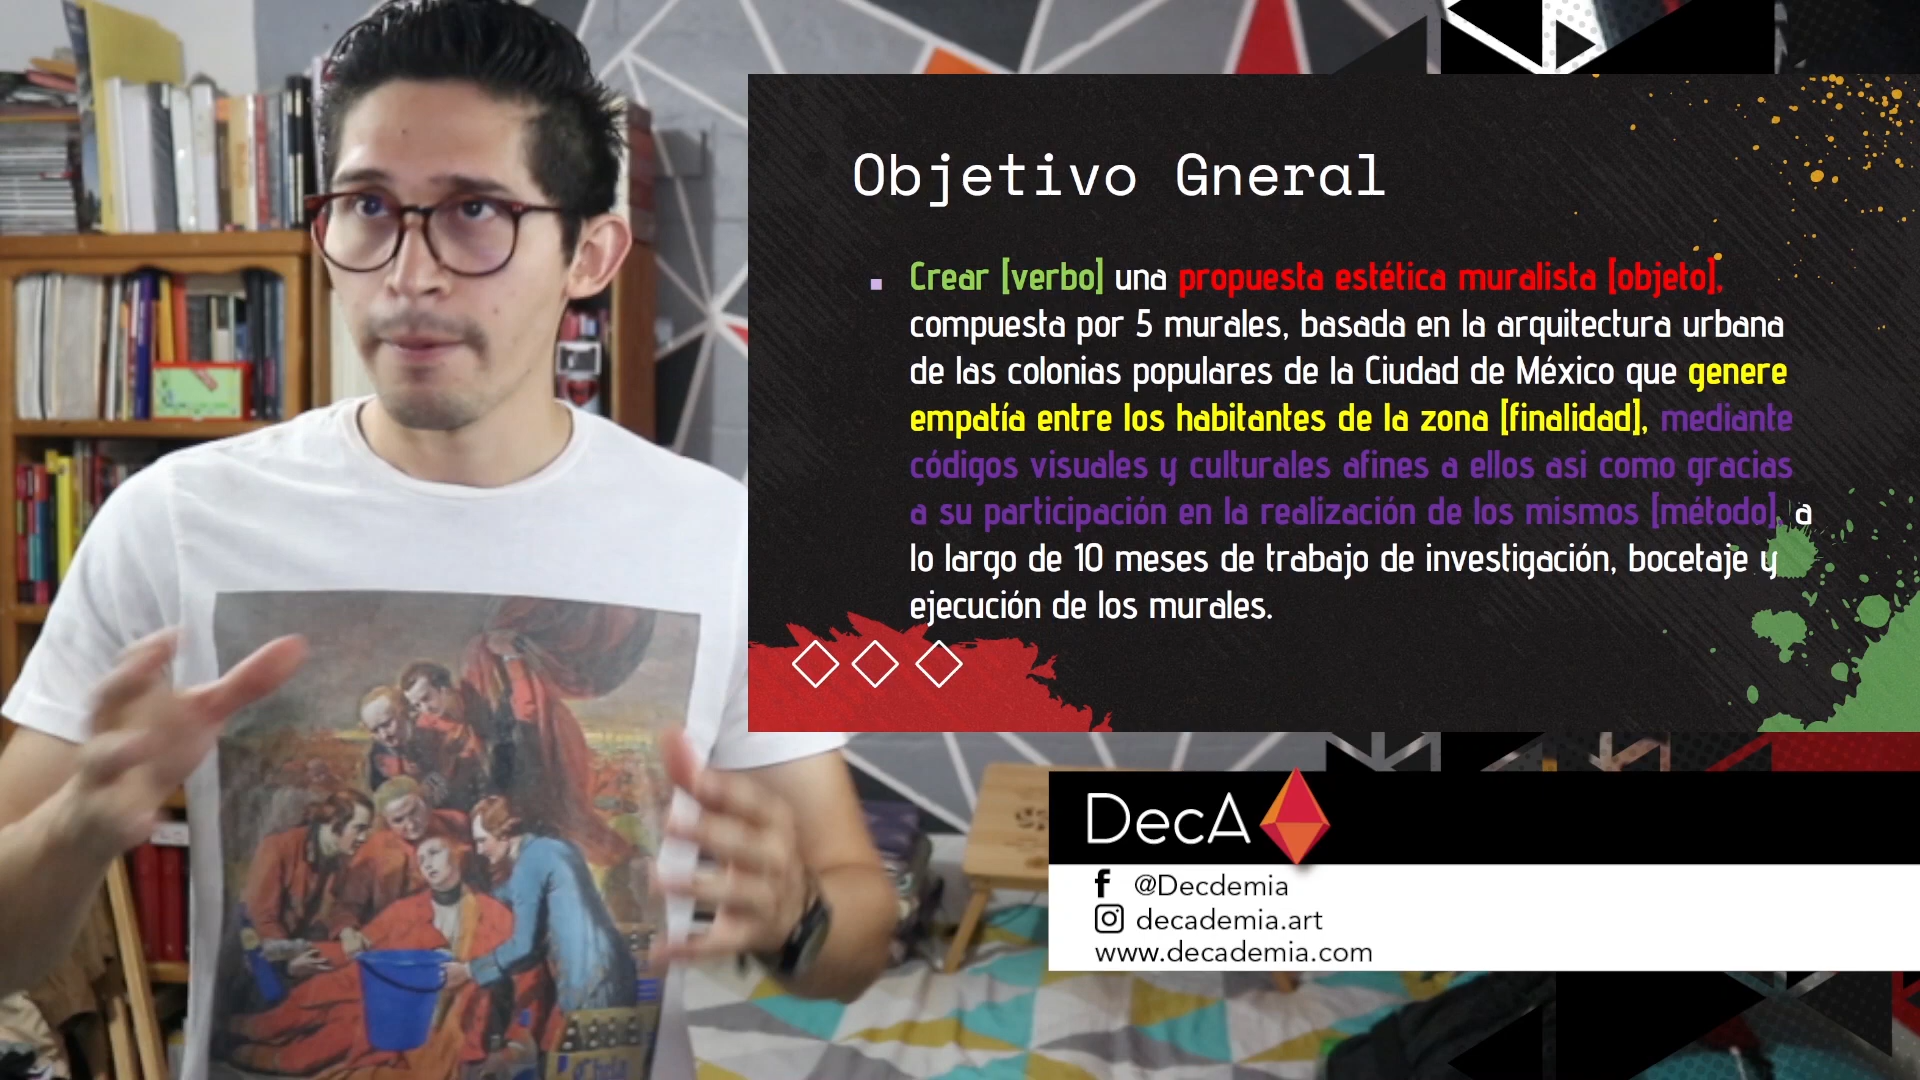 Objetivo Gneral
Crear [verbo] una propuesta estética muralista [objeto],
compuesta por 5 murales, basada en la arquitectura urbana
de las colonias populares de la Ciudad de México que genere
empatía entre los habitantes de la zona [finalidad], mediante
códigos visuales y culturales afines a ellos asi como gracias
a su participación en la realización de los mismos [método], a
lo largo de 10 meses de trabajo de investigación, bocetaje y
ejecución de los murales.
DecA
@Decdemia
decademia.art
www.decademia.com